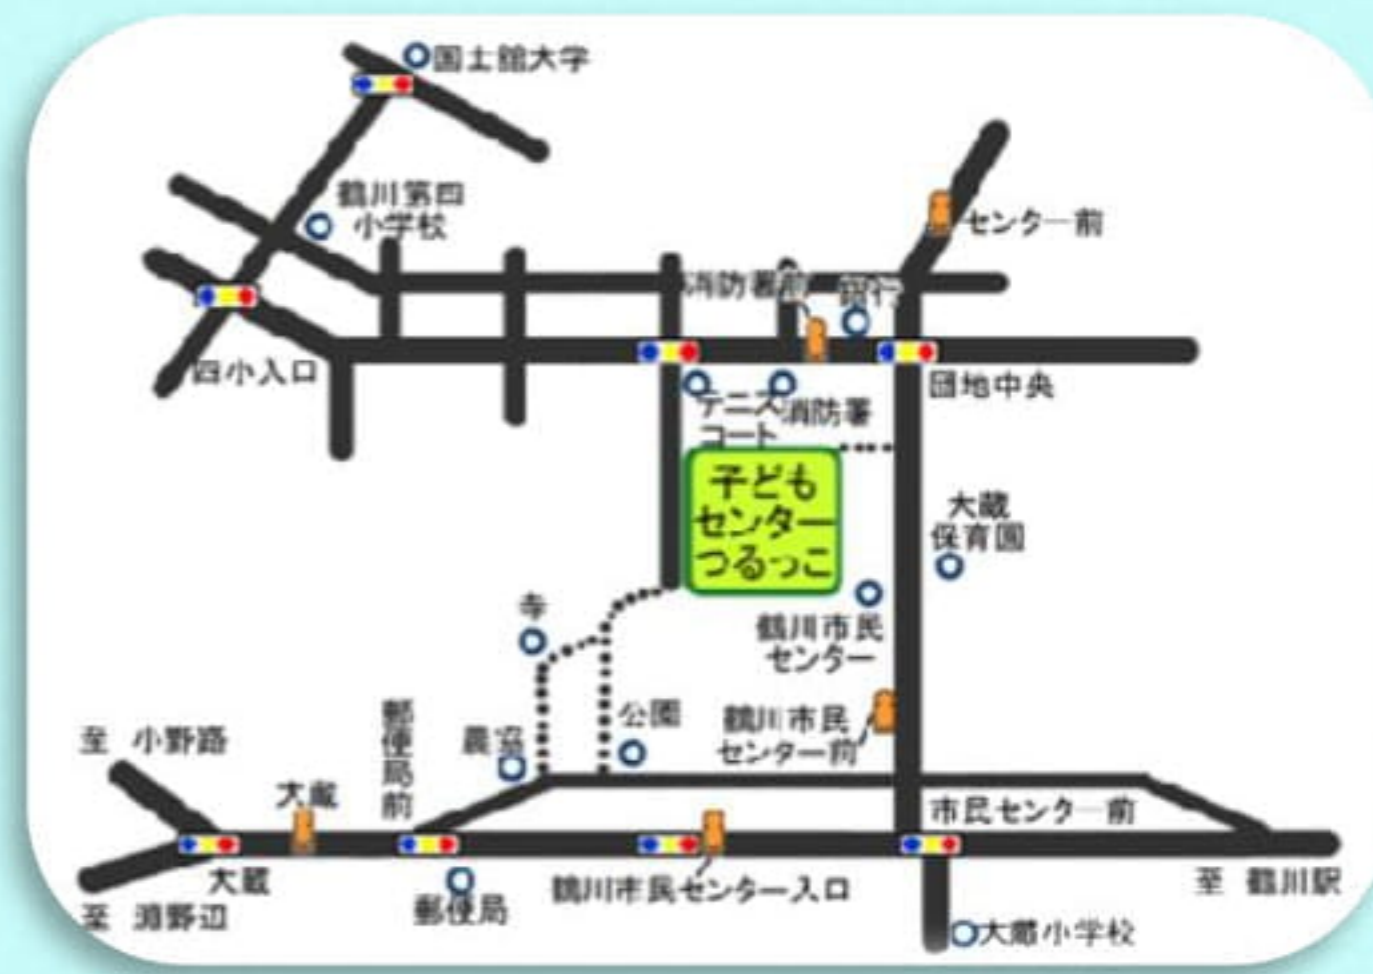 国士舘大学
鶴川第四
小学校
センター前
消防署前
銀行
四小入口
団地中央
テニス
コート
消防署
子ども
センター
つるっこ
大蔵
保育園
寺
鶴川市民
センター
公園
鶴川市民
センター前
農協
郵便局前
至 小野路
大蔵
市民センター前
大蔵
郵便局
鶴川市民センター入口
至 鶴川駅
至 淵野辺
大蔵小学校